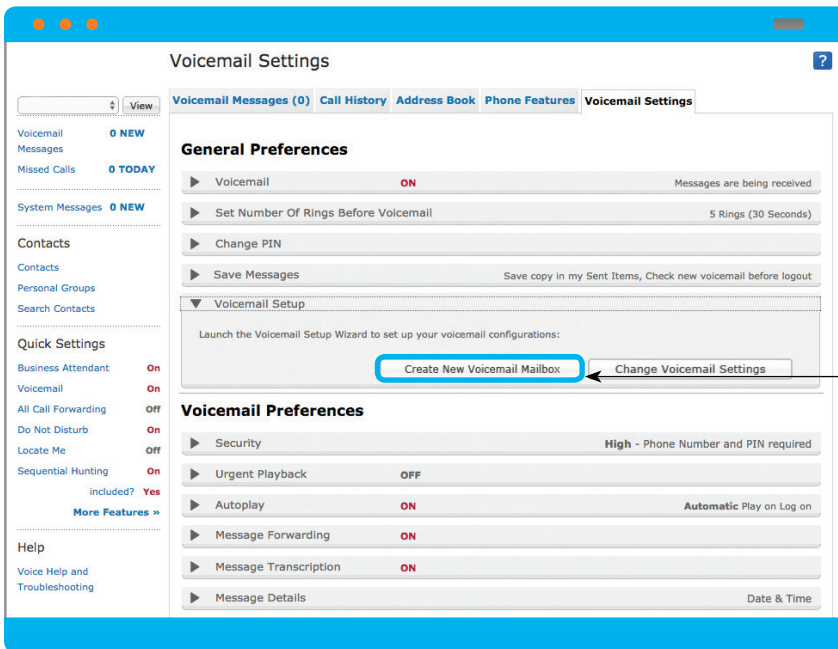 Voicemail Settings
?
View
Voicemail Messages (0) Call History Address Book Phone Features Voicemail Settings
Voicemail Messages 0 NEW
Missed Calls 0 TODAY
System Messages 0 NEW
Contacts
Contacts
Personal Groups
Search Contacts
Quick Settings
Business Attendant On
Voicemail On
All Call Forwarding Off
Do Not Disturb On
Locate Me Off
Sequential Hunting On
included? Yes
More Features »
Help
Voice Help and
Troubleshooting
General Preferences
Voicemail ON Messages are being received
Set Number Of Rings Before Voicemail 5 Rings (30 Seconds)
Change PIN
Save Messages Save copy in my Sent Items, Check new voicemail before logout
Voicemail Setup
Launch the Voicemail Setup Wizard to set up your voicemail configurations:
Create New Voicemail Mailbox Change Voicemail Settings
Voicemail Preferences
Security High - Phone Number and PIN required
Urgent Playback OFF
Autoplay ON Automatic Play on Log on
Message Forwarding ON
Message Transcription ON
Message Details Date & Time